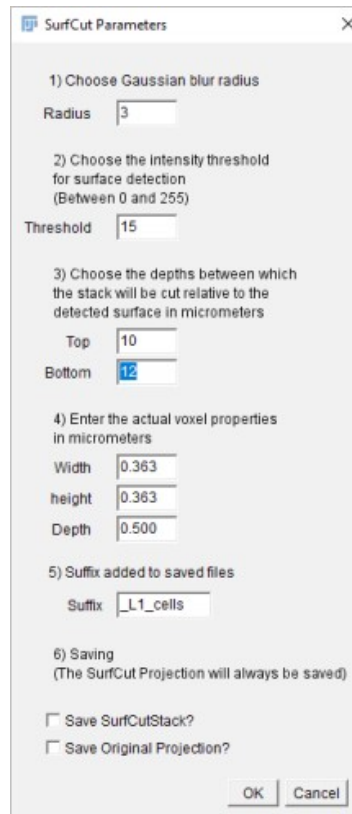 SurfCut Parameters
1) Choose Gaussian blur radius
Radius 3
2) Choose the intensity threshold
for surface detection
(Between 0 and 255)
Threshold 15
3) Choose the depths between which
the stack will be cut relative to the
detected surface in micrometers
Top 10
Bottom 12
4) Enter the actual voxel properties
in micrometers
Width 0.363
height 0.363
Depth 0.500
5) Suffix added to saved files
Suffix _L1_cells
6) Saving
(The SurfCut Projection will always be saved)
Save SurfCutStack?
Save Original Projection?
OK Cancel